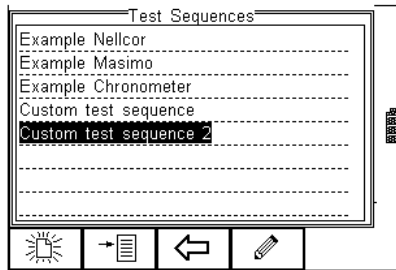 Test Sequences
Example Nellcor
Example Masimo
Example Chronometer
Custom test sequence
Custom test sequence 2